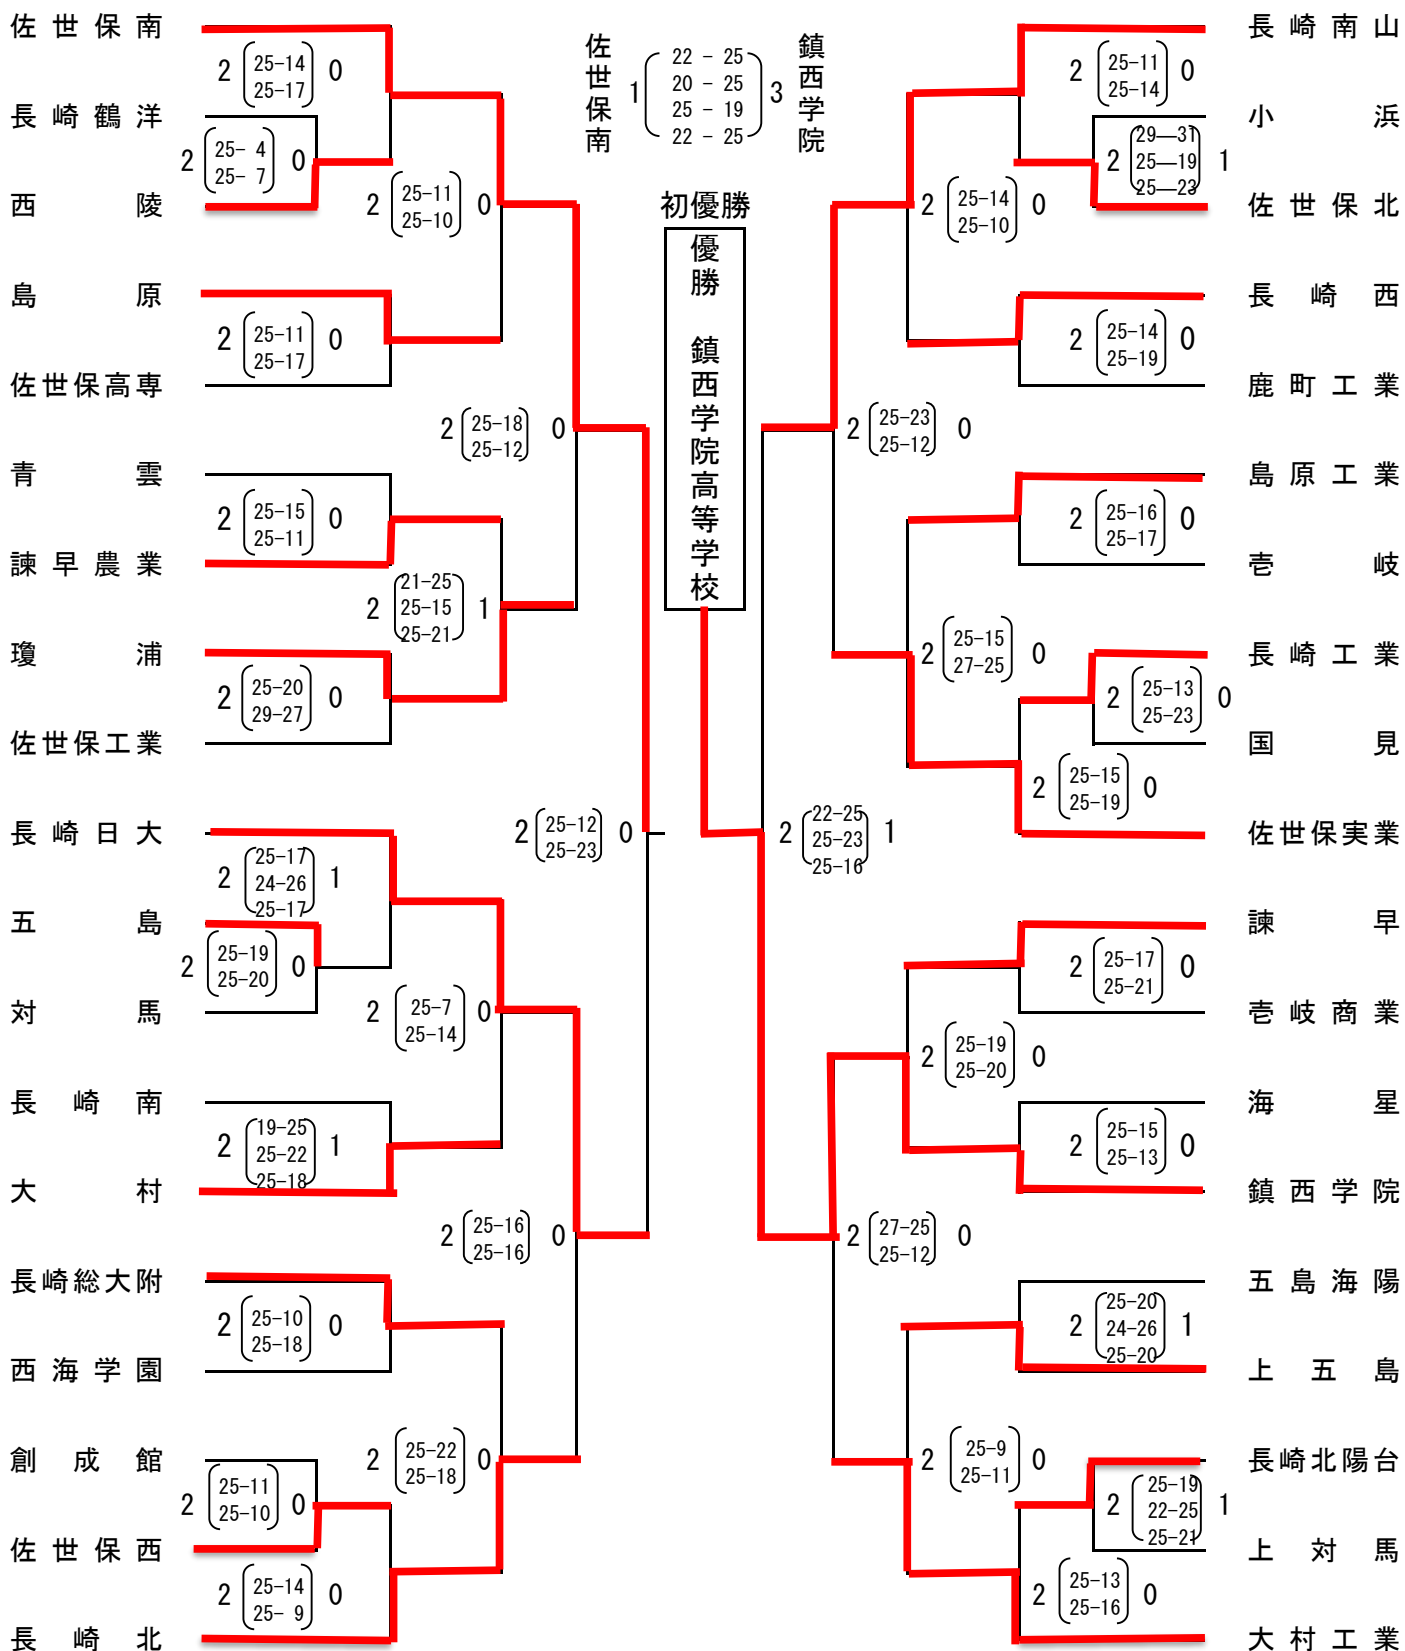 佐世保南
2 25-14 0
25-17
長崎鶴洋
2 25- 4 0
25- 7
西陵
2 25-11 0
25-10
島原
2 25-11 0
25-17
佐世保高専
2 25-18 0
25-12
青雲
2 25-15 0
25-11
諫早農業
2 21-25 1
25-15
25-21
瓊浦
2 25-20 0
29-27
佐世保工業
2 25-12 0
25-23
長崎日大
2 25-17 1
24-26
25-17
五島
2 25-19 0
25-20
対馬
2 25-7 0
25-14
長崎南
2 19-25 1
25-22
25-18
大村
2 25-16 0
25-16
長崎総大附
2 25-10 0
25-18
西海学園
2 25-22 0
25-18
創成館
2 25-11 0
25-10
佐世保西
2 25-14 0
25- 9
長崎北
佐世保南
1 22 - 25 3
20 - 25
25 - 19
22 - 25
鎮西学院
初優勝
優勝 鎮西学院高等学校
長崎南山
2 25-11 0
25-14
小浜
2 29―31 1
25―19
25―23
佐世保北
2 25-14 0
25-10
長崎西
2 25-14 0
25-19
鹿町工業
2 25-23 0
25-12
島原工業
2 25-16 0
25-17
壱岐
2 25-15 0
27-25
長崎工業
2 25-13 0
25-23
国見
2 25-15 0
25-19
佐世保実業
2 22-25 1
25-23
25-16
諫早
2 25-17 0
25-21
壱岐商業
2 25-19 0
25-20
海星
2 25-15 0
25-13
鎮西学院
2 27-25 0
25-12
五島海陽
2 25-20 1
24-26
25-20
上五島
2 25-9 0
25-11
長崎北陽台
2 25-19 1
22-25
25-21
上対馬
2 25-13 0
25-16
大村工業